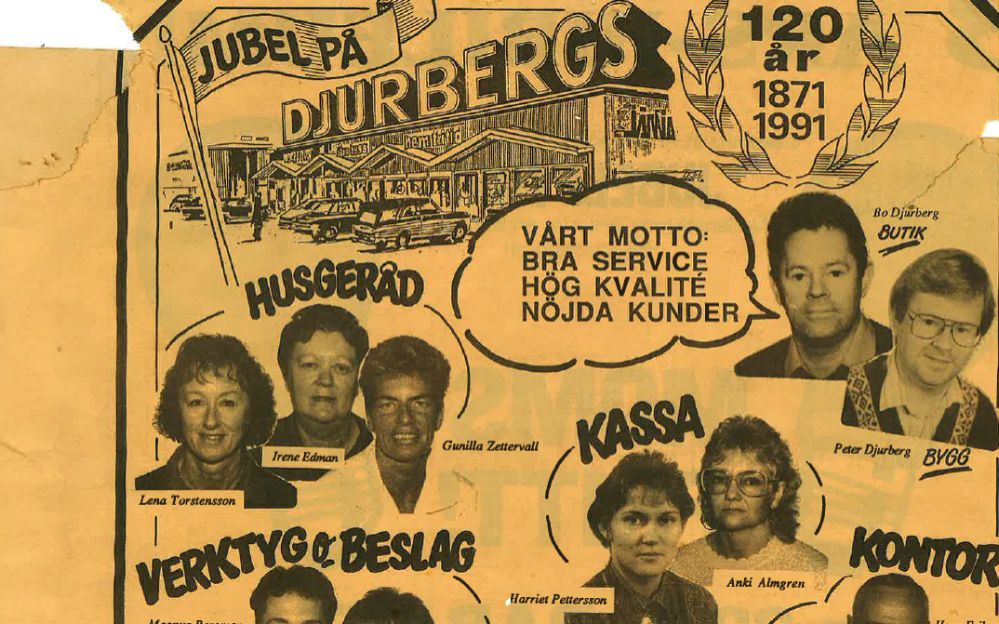 JUBEL PÅ
DJURBERGS
JÄRNIA
120
år
1871
1991
VÅRT MOTTO:
BRA SERVICE
HÖG KVALITÉ
NÖJDA KUNDER
Bo Djurberg
BUTIK
Peter Djurberg
BYGG
HUSGERÅD
Lena Torstensson
Irene Edman
Gunilla Zettervall
KASSA
Harriet Pettersson
Anki Almgren
VERKTYG & BESLAG
KONTOR